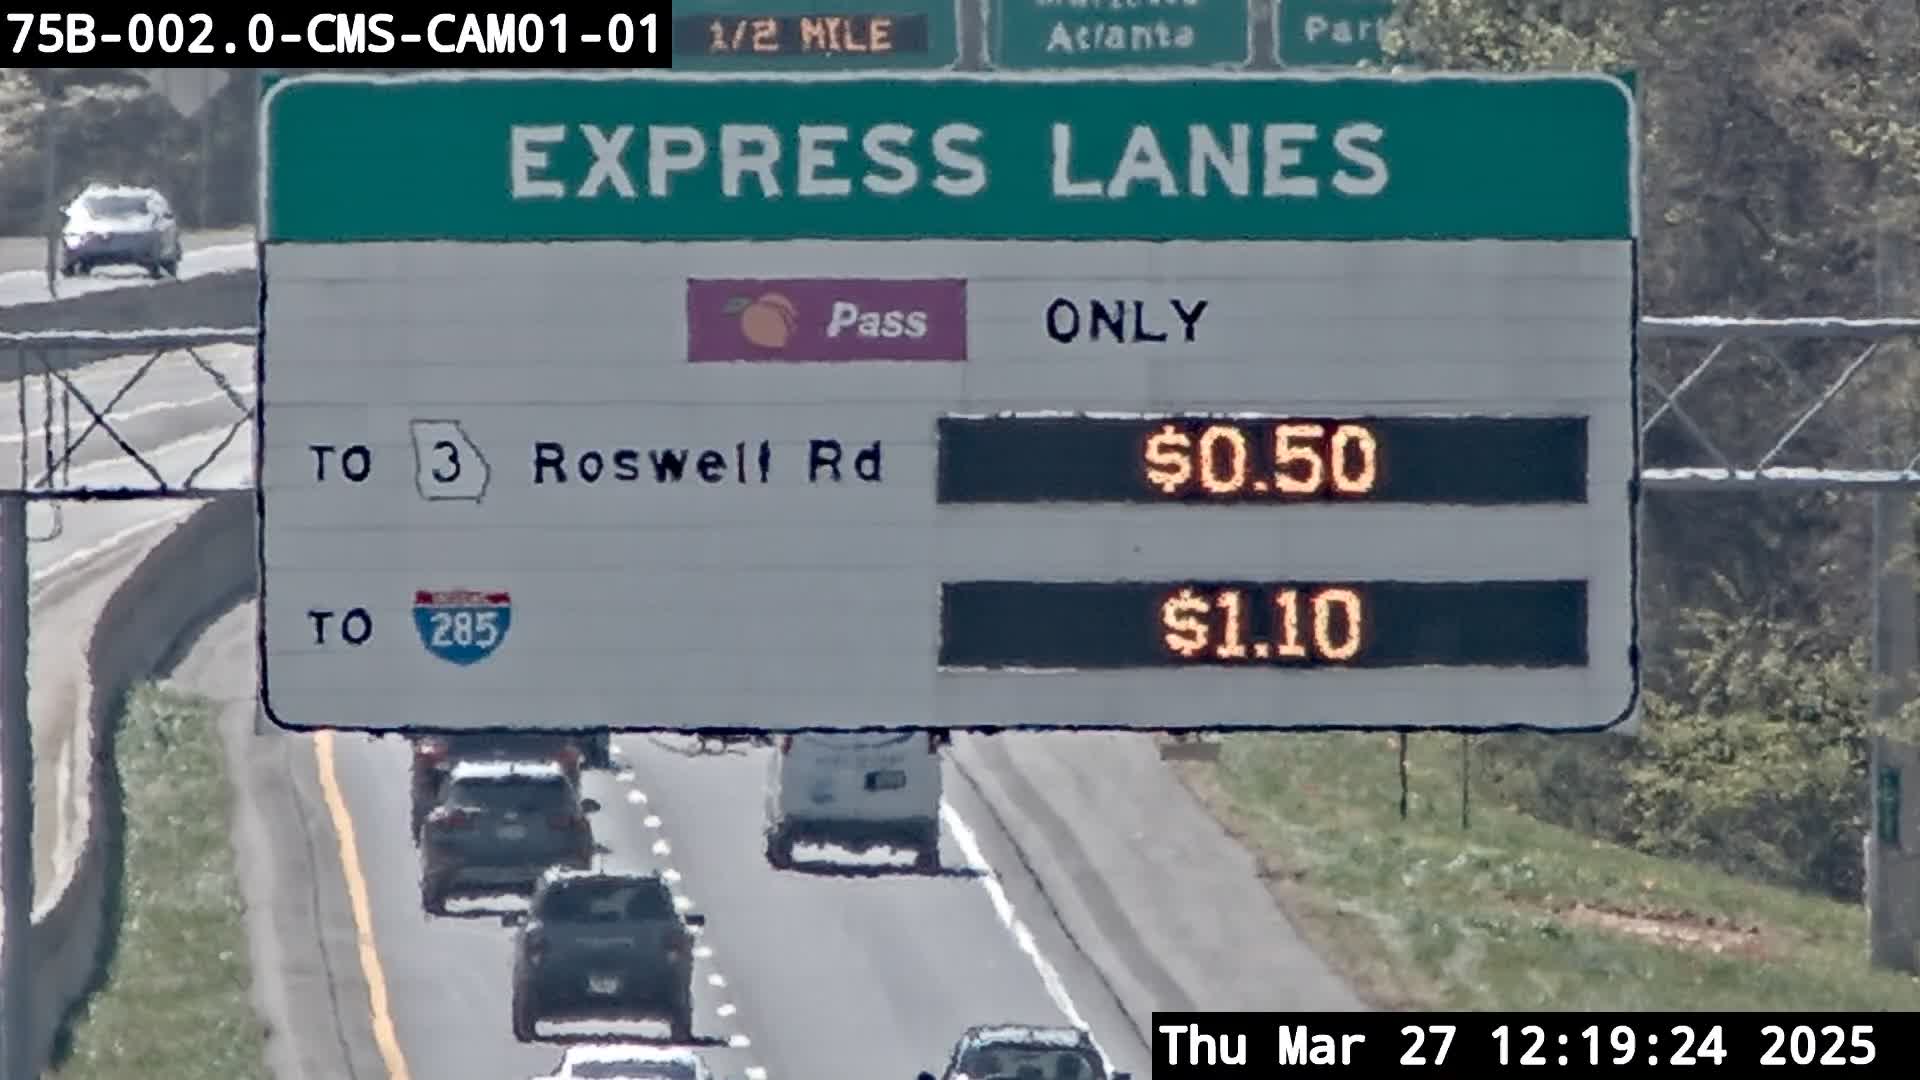 75B-002.0-CMS-CAM01-01
1/2 MILE
Atlanta
EXPRESS LANES
Pass ONLY
TO 3 Roswell Rd $0.50
TO 285 $1.10
Thu Mar 27 12:19:24 2025